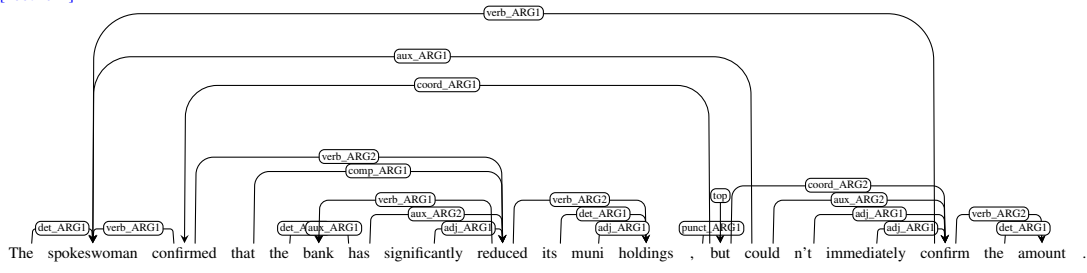 verb_ARG1
aux_ARG1
coord_ARG1
verb_ARG2
comp_ARG1
coord_ARG2
verb_ARG1 verb_ARG2 top aux_ARG2
aux_ARG2 det_ARG1 adj_ARG1 verb_ARG2
det_ARG1 verb_ARG1 det_A aux_ARG1 adj_ARG1 adj_ARG1 punct_ARG1 adj_ARG1 det_ARG1
The spokeswoman confirmed that the bank has significantly reduced its muni holdings , but could n't immediately confirm the amount .